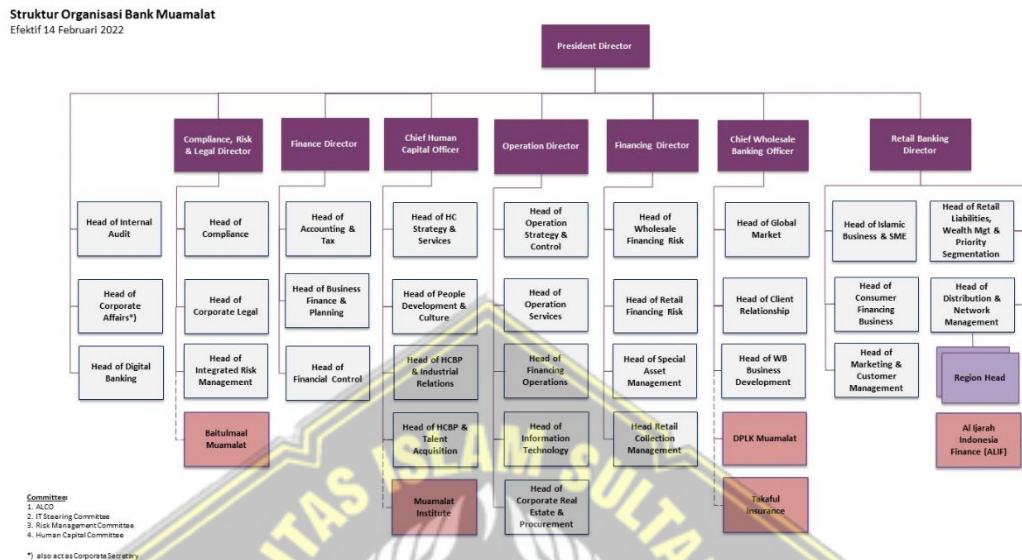 Struktur Organisasi Bank Muamalat
Efektif 14 Februari 2022
President Director
Compliance, Risk
& Legal Director
Finance Director
Chief Human
Capital Officer
Operation Director
Financing Director
Chief Wholesale
Banking Officer
Retail Banking
Director
Head of Internal
Audit
Head of
Compliance
Head of
Accounting
& Tax
Head of HC
Strategy &
Services
Head of
Operation
Strategy &
Control
Head of
Wholesale
Financing Risk
Head of Global
Market
Head of Islamic
Business & SME
Head of Retail
Liabilities,
Wealth Mgt &
Priority
Segmentation
Head of
Corporate
Affairs*)
Head of
Corporate Legal
Head of Business
Finance &
Planning
Head of People
Development &
Culture
Head of
Operation
Services
Head of Retail
Financing Risk
Head of Client
Relationship
Head of
Consumer
Financing
Business
Head of
Distribution &
Network
Management
Head of Digital
Banking
Head of
Integrated Risk
Management
Head of
Financial Control
Head of HCBP
& Industrial
Relations
Head of
Financing
Operations
Head of Special
Asset
Management
Head of WB
Business
Development
Head of
Marketing &
Customer
Management
Region Head
Baitulmaal
Muamalat
Head of HCBP &
Talent
Acquisition
Head of
Information
Technology
Head Retail
Collection
Management
DPLK Muamalat
Al Ijarah
Indonesia
Finance (ALIF)
Muamalat
Institute
Head of
Corporate Real
Estate &
Procurement
Takaful
Insurance
Committee:
1. ALCO
2. IT Steering Committee
3. Risk Management Committee
4. Human Capital Committee
*) also act as Corporate Secretary
ITAS ISLAM SULTA